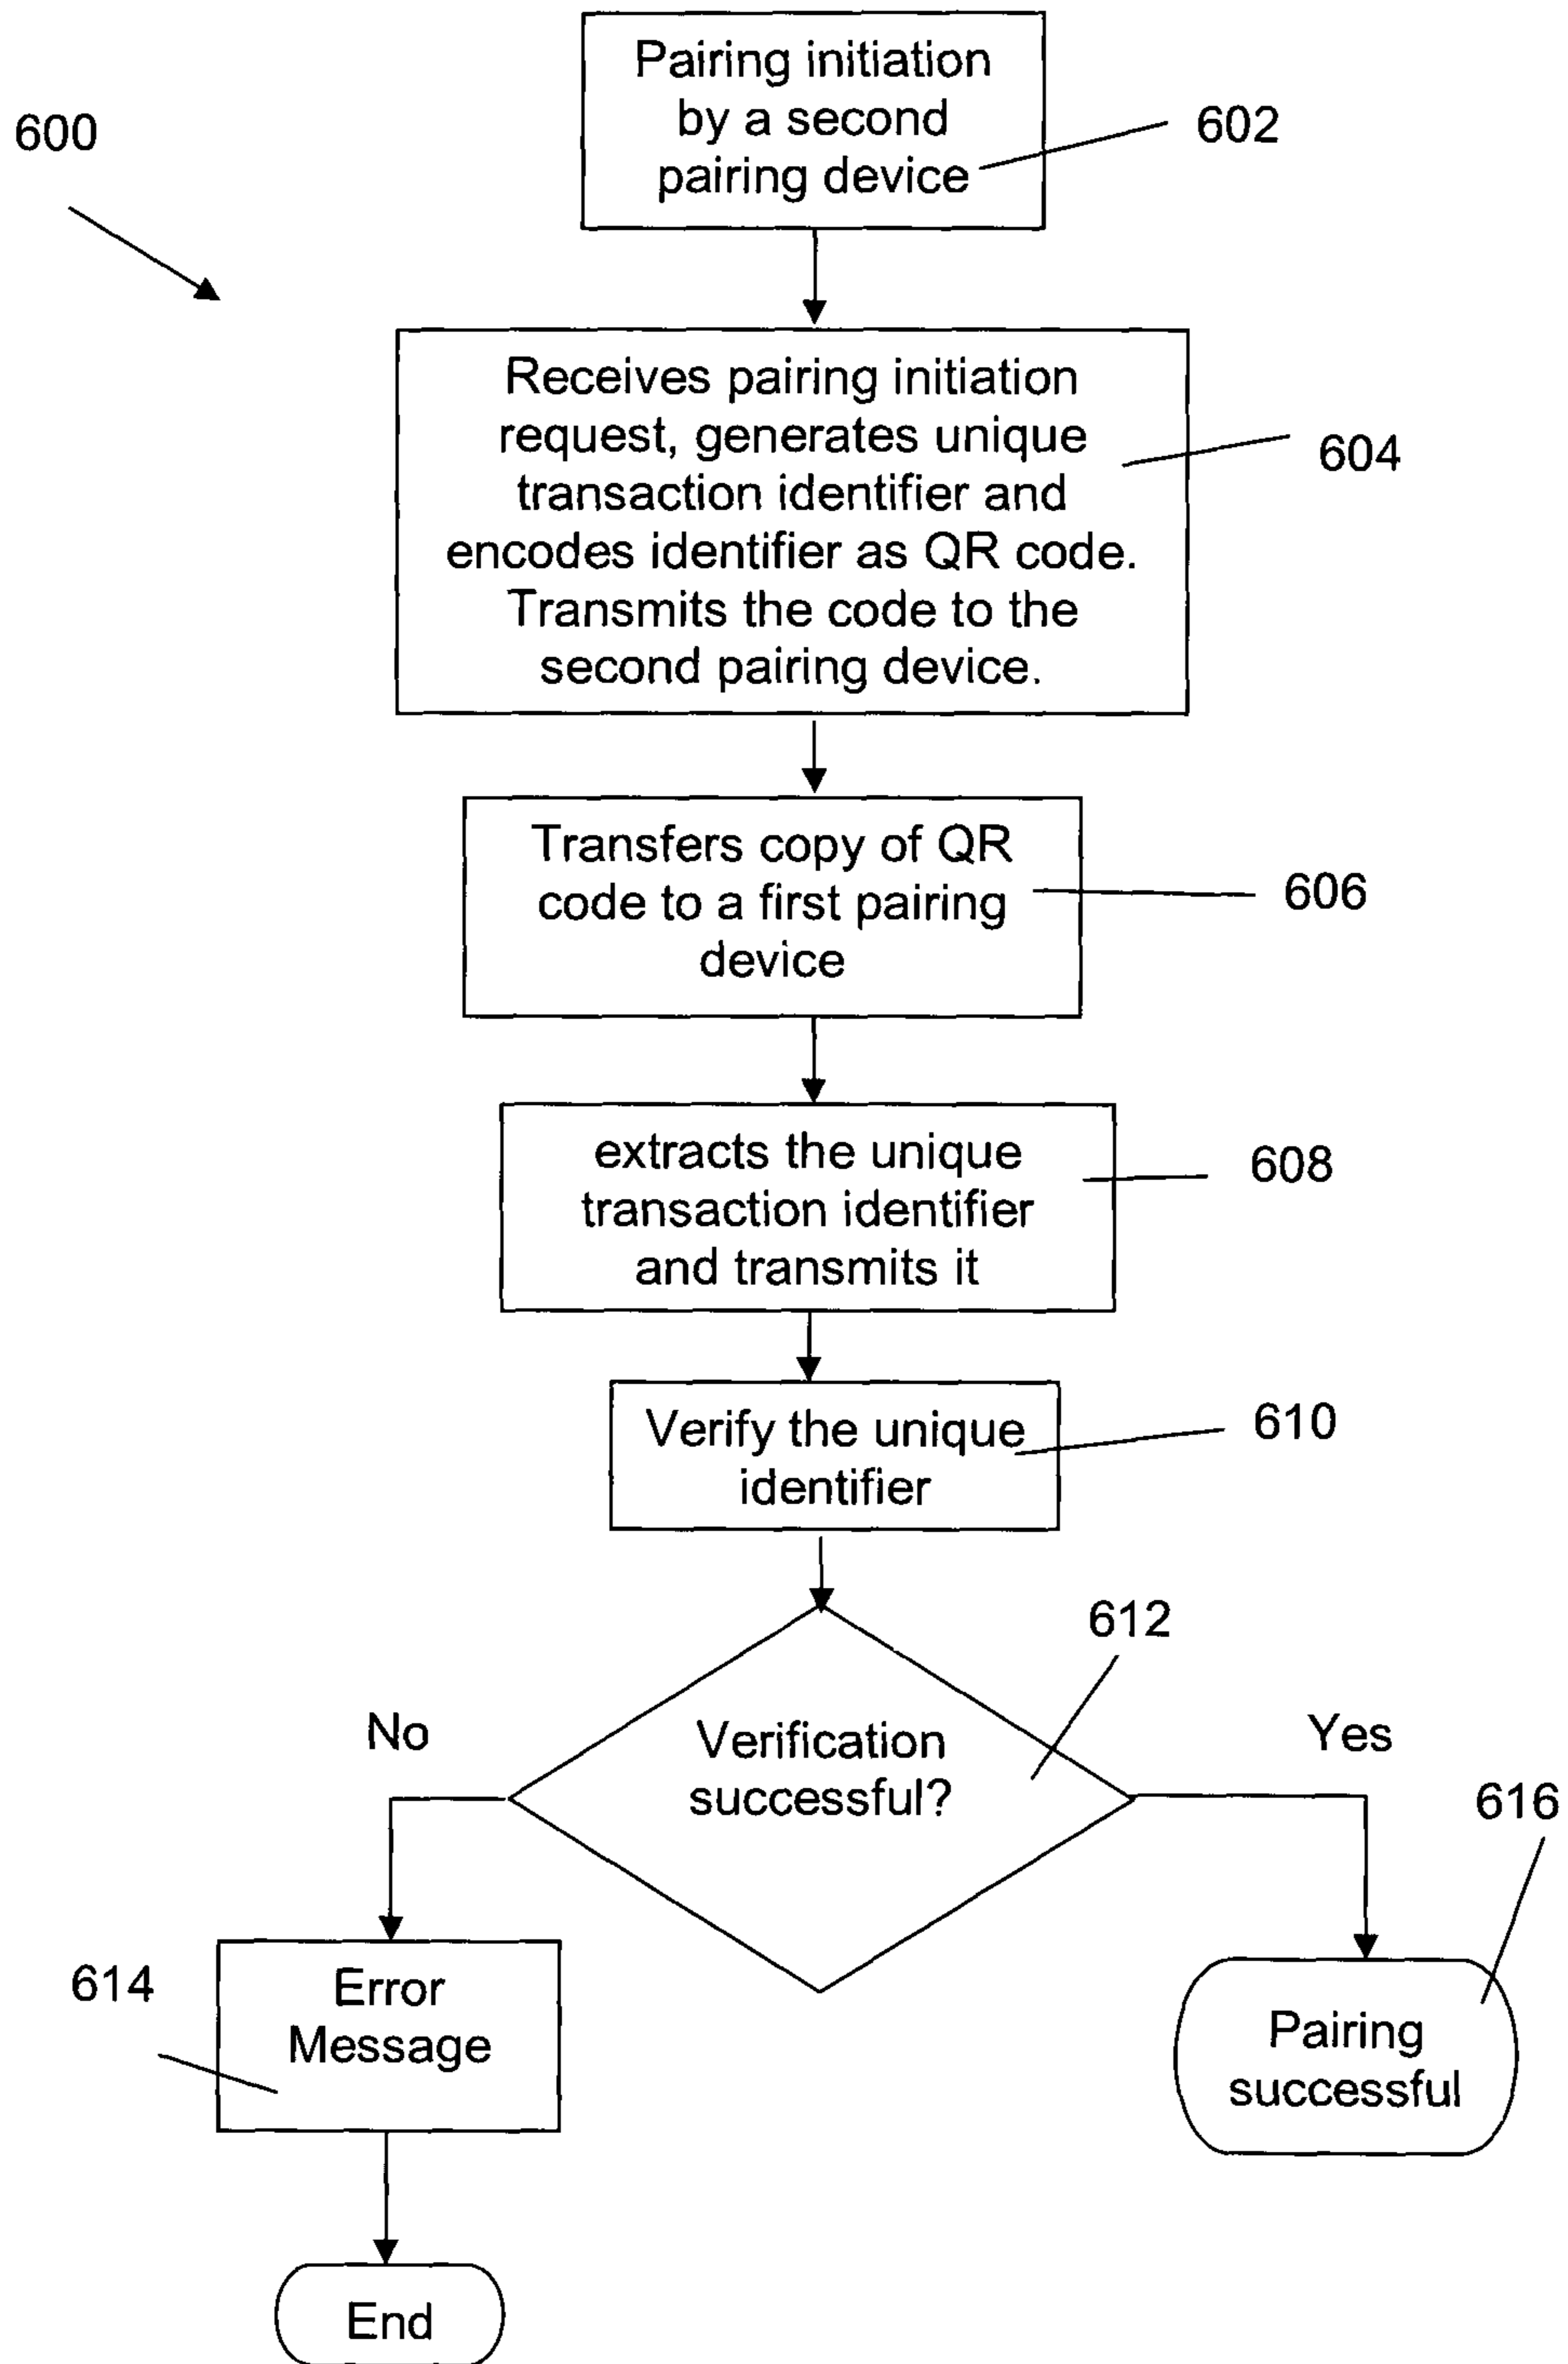 600
Pairing initiation
by a second
pairing device
602
Receives pairing initiation
request, generates unique
transaction identifier and
encodes identifier as QR code.
Transmits the code to the
second pairing device.
604
Transfers copy of QR
code to a first pairing
device
606
extracts the unique
transaction identifier
and transmits it
608
Verify the unique
identifier
610
612
No
Verification
successful?
Yes
616
614
Error
Message
Pairing
successful
End